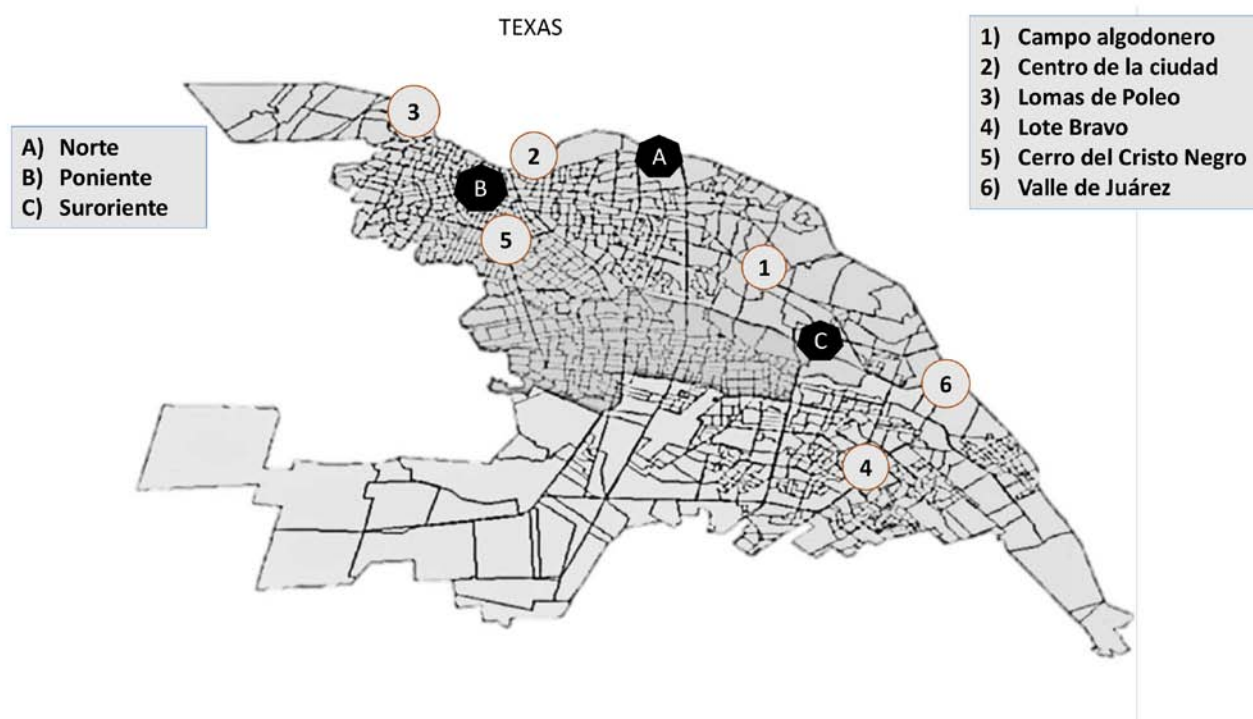 TEXAS
1) Campo algodonero
2) Centro de la ciudad
3) Lomas de Poleo
4) Lote Bravo
5) Cerro del Cristo Negro
6) Valle de Juárez
A) Norte
B) Poniente
C) Suroriente
3
2
A
B
5
1
C
6
4